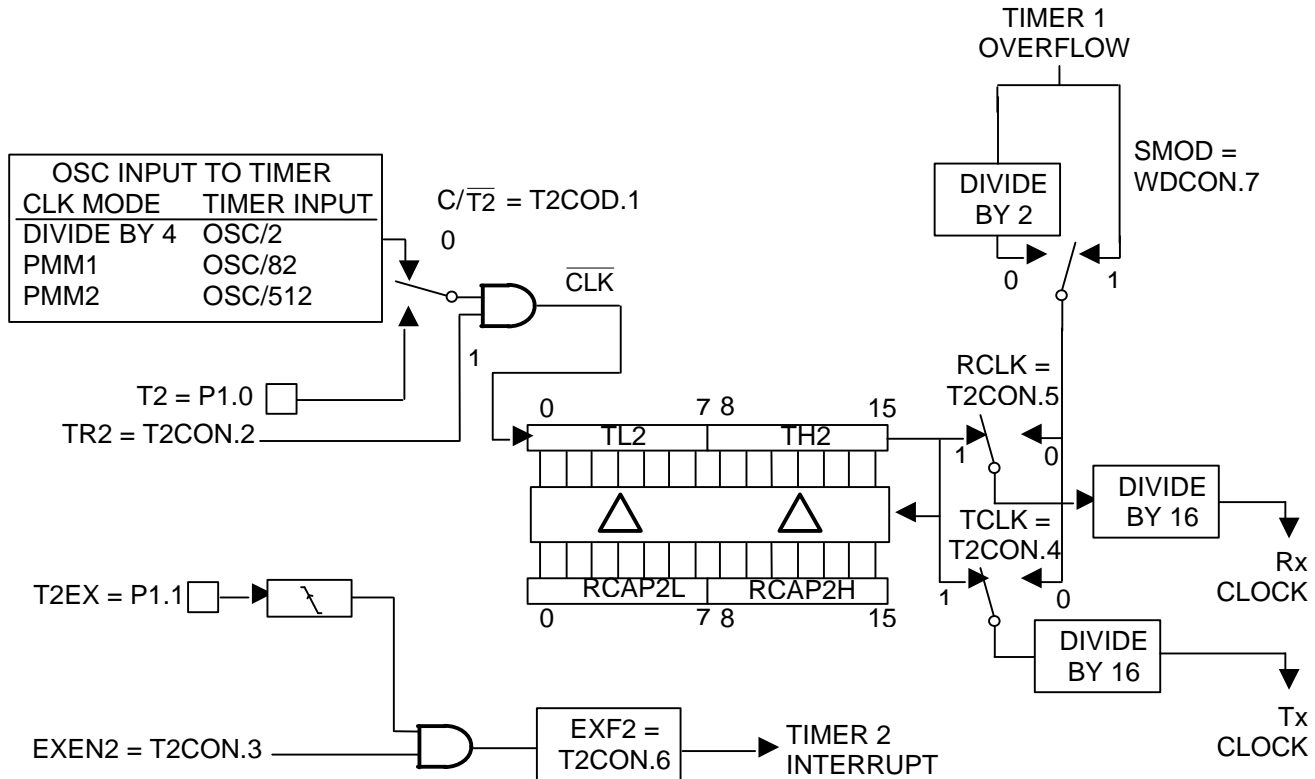 TIMER 1
OVERFLOW
SMOD =
WDCON.7
DIVIDE
BY 2
0
1
OSC INPUT TO TIMER
CLK MODE TIMER INPUT
DIVIDE BY 4 OSC/2
PMM1 OSC/82
PMM2 OSC/512
C/T2 = T2COD.1
0
CLK
1
T2 = P1.0
TR2 = T2CON.2
0 7 8 15
TL2 TH2
RCAP2L RCAP2H
0 7 8 15
RCLK =
T2CON.5
1 0
DIVIDE
BY 16
Rx
CLOCK
TCLK =
T2CON.4
1 0
DIVIDE
BY 16
Tx
CLOCK
T2EX = P1.1
EXEN2 = T2CON.3
EXF2 =
T2CON.6
TIMER 2
INTERRUPT